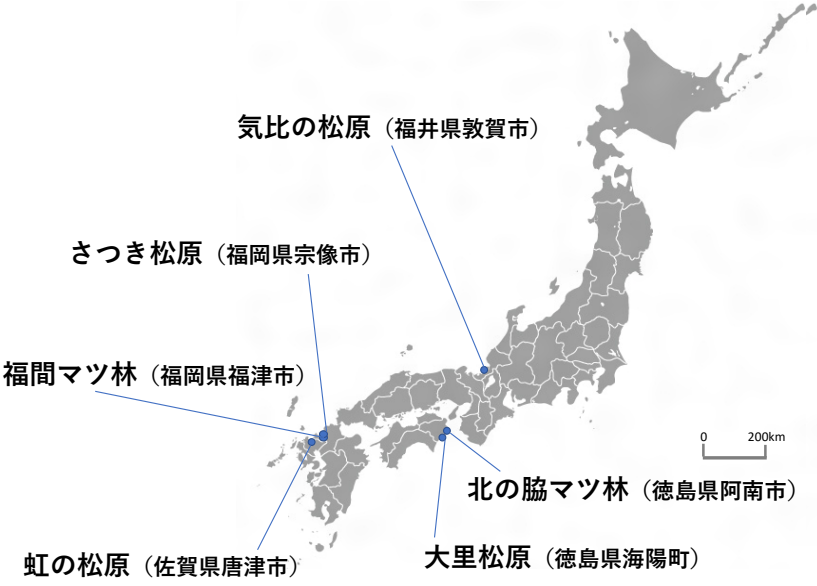 気比の松原（福井県敦賀市）
さつき松原（福岡県宗像市）
福間マツ林（福岡県福津市）
0 200km
北の脇マツ林（徳島県阿南市）
大里松原（徳島県海陽町）
虹の松原（佐賀県唐津市）